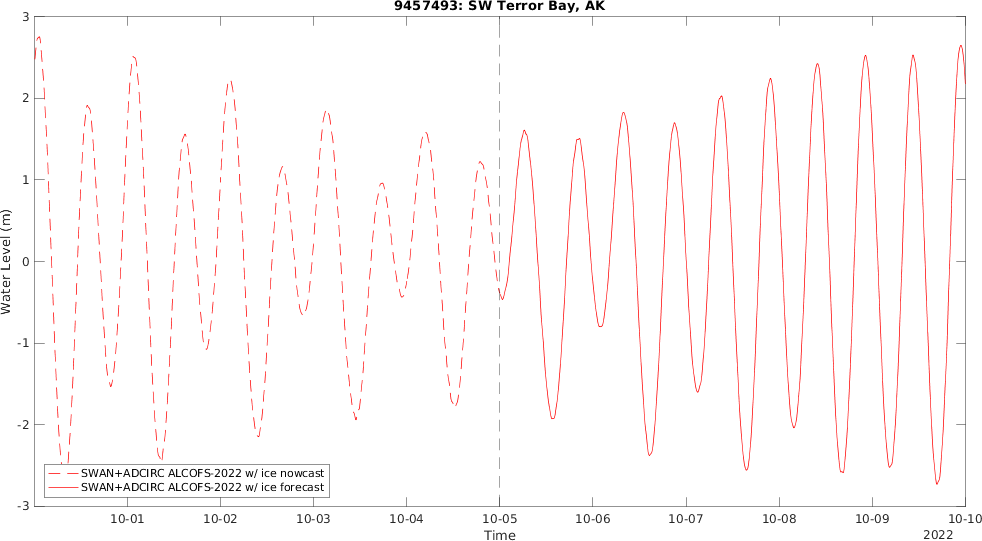 9457493: SW Terror Bay, AK
3
2
1
0
-1
-2
-3
Water Level (m)
SWAN+ADCIRC ALCOFS-2022 w/ ice nowcast
SWAN+ADCIRC ALCOFS-2022 w/ ice forecast
10-01 10-02 10-03 10-04 10-05 10-06 10-07 10-08 10-09 10-10
Time
2022